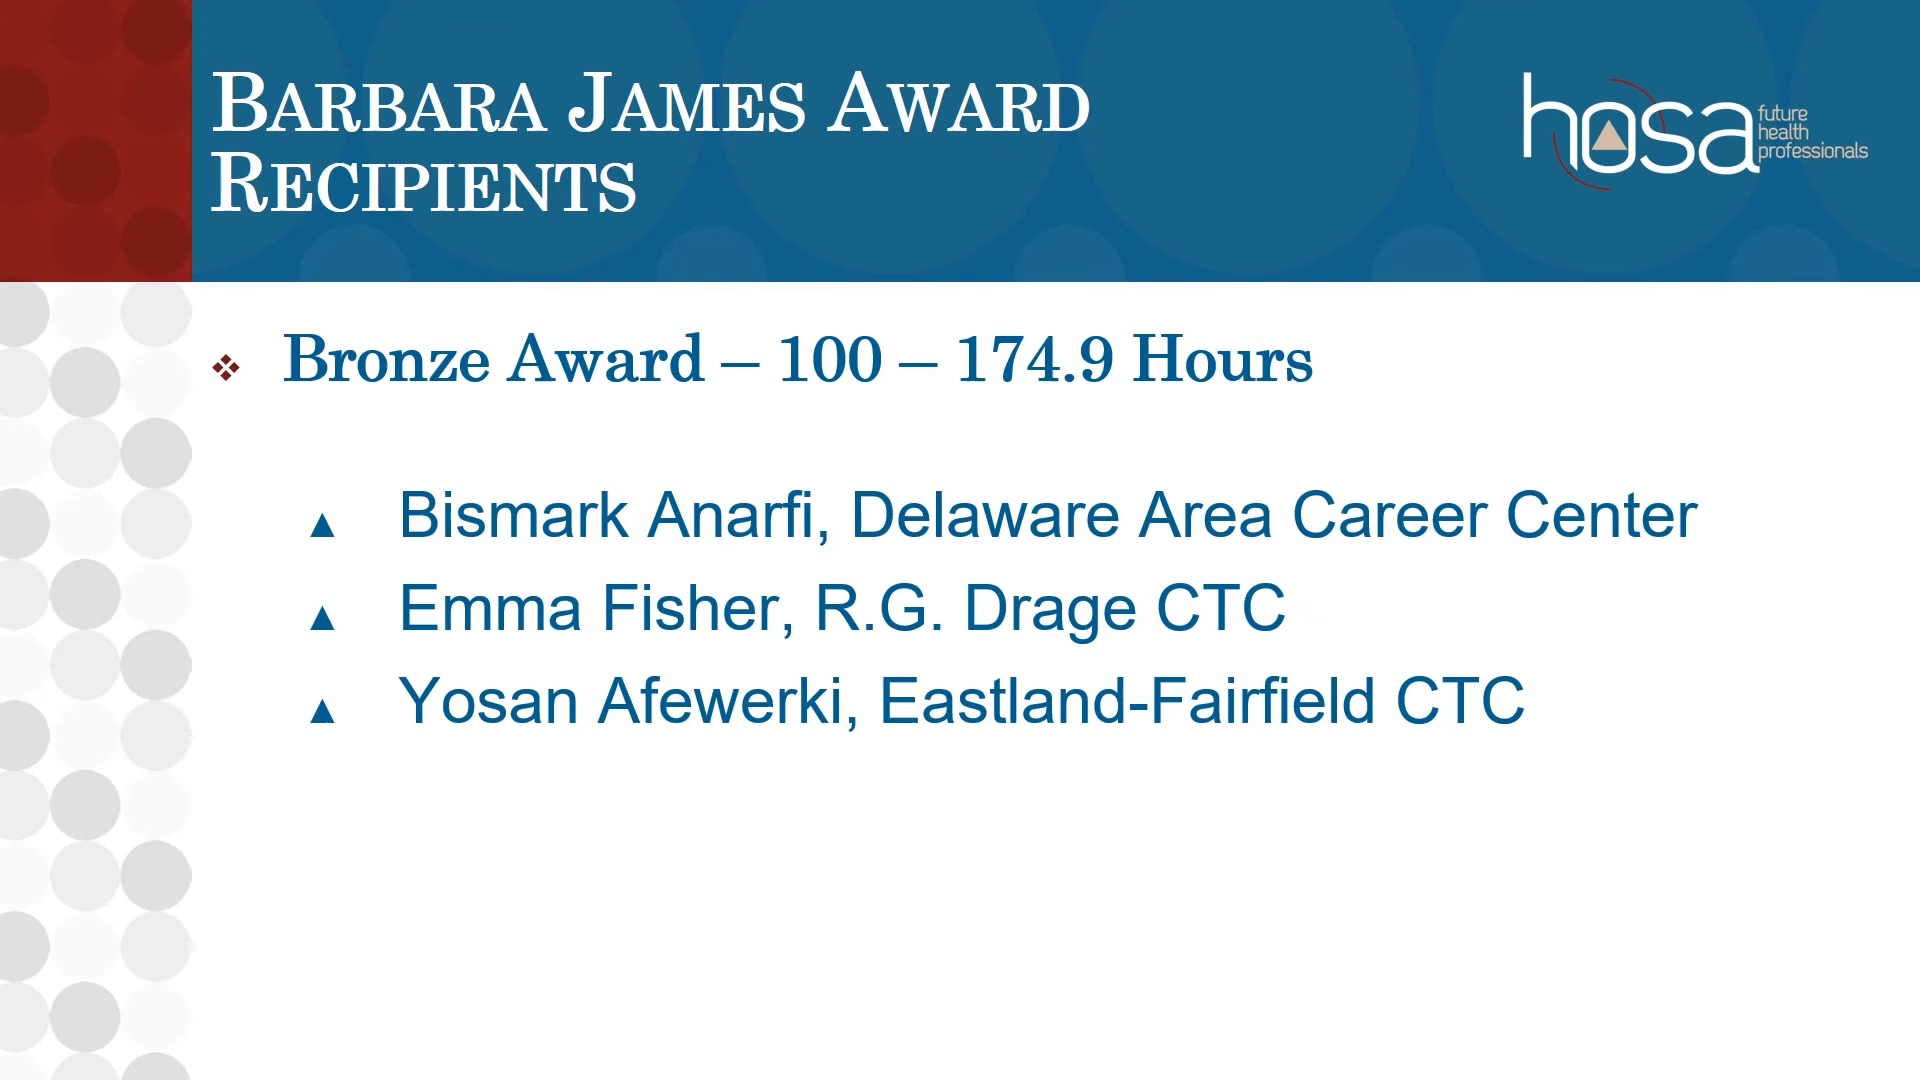 BARBARA JAMES AWARD
RECIPIENTS
hosa
future
health
professionals
❖ Bronze Award – 100 – 174.9 Hours
▲ Bismark Anarfi, Delaware Area Career Center
▲ Emma Fisher, R.G. Drage CTC
▲ Yosan Afewerki, Eastland-Fairfield CTC